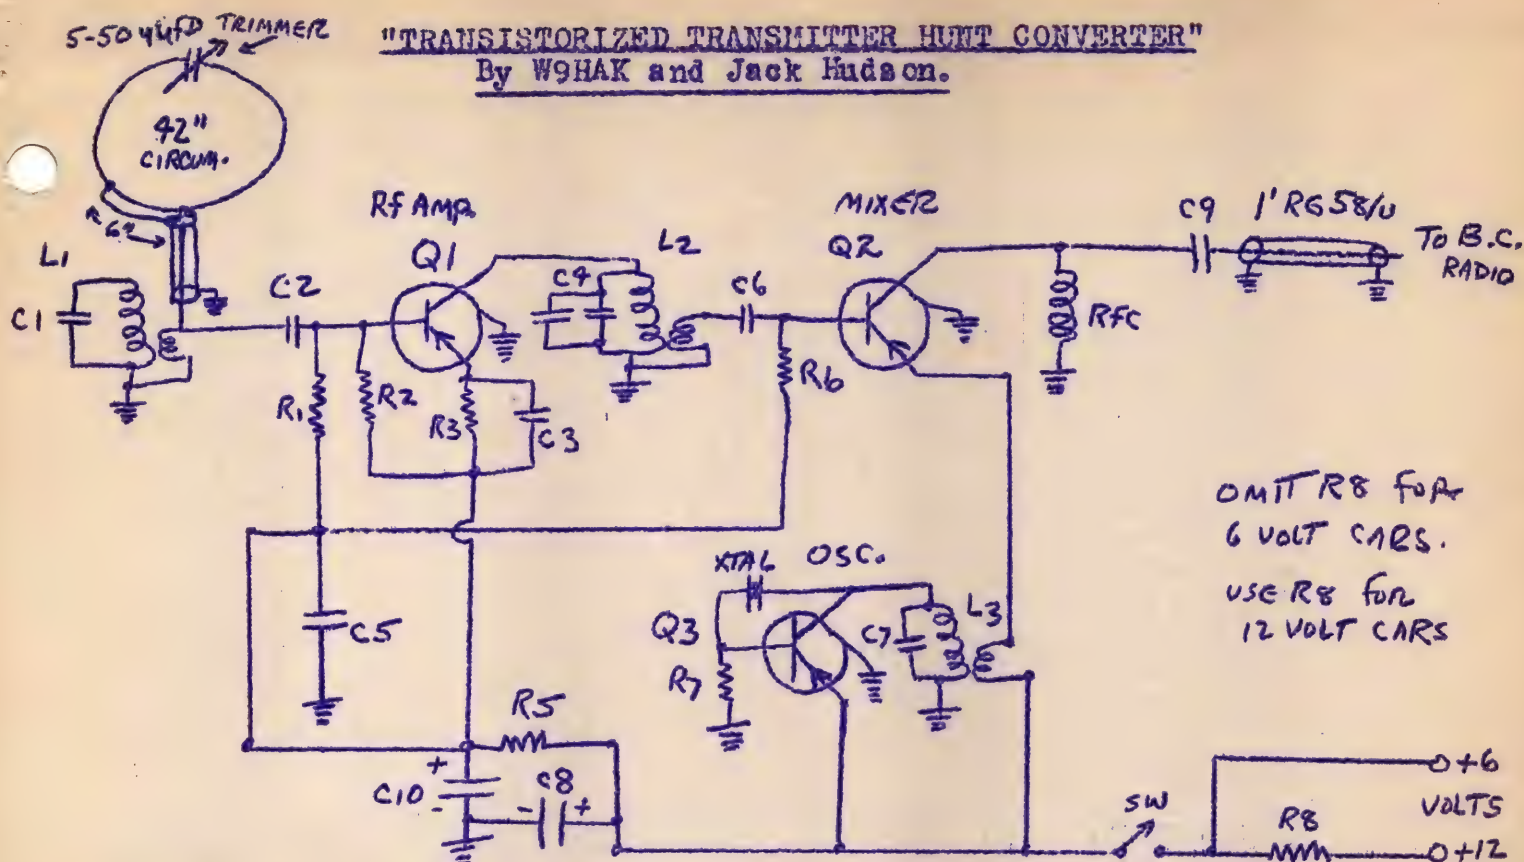 "TRANSISTORIZED TRANSMITTER HUNT CONVERTER"
By W9HAK and Jack Hudson.
5-50 µµfD TRIMMER
42"
CIRCUM.
6"
L1
C1
C2
Rf AMP.
Q1
R1
R2
R3
C3
C4
L2
C6
MIXER
Q2
R6
RfC
C9
1' RG58/U
TO B.C.
RADIO
OMIT R8 FOR
6 VOLT CARS.
USE R8 FOR
12 VOLT CARS
C5
XTAL
OSC.
Q3
R7
C7
L3
R5
C10
+
-
C8
-
+
SW
R8
+6
VOLTS
+12